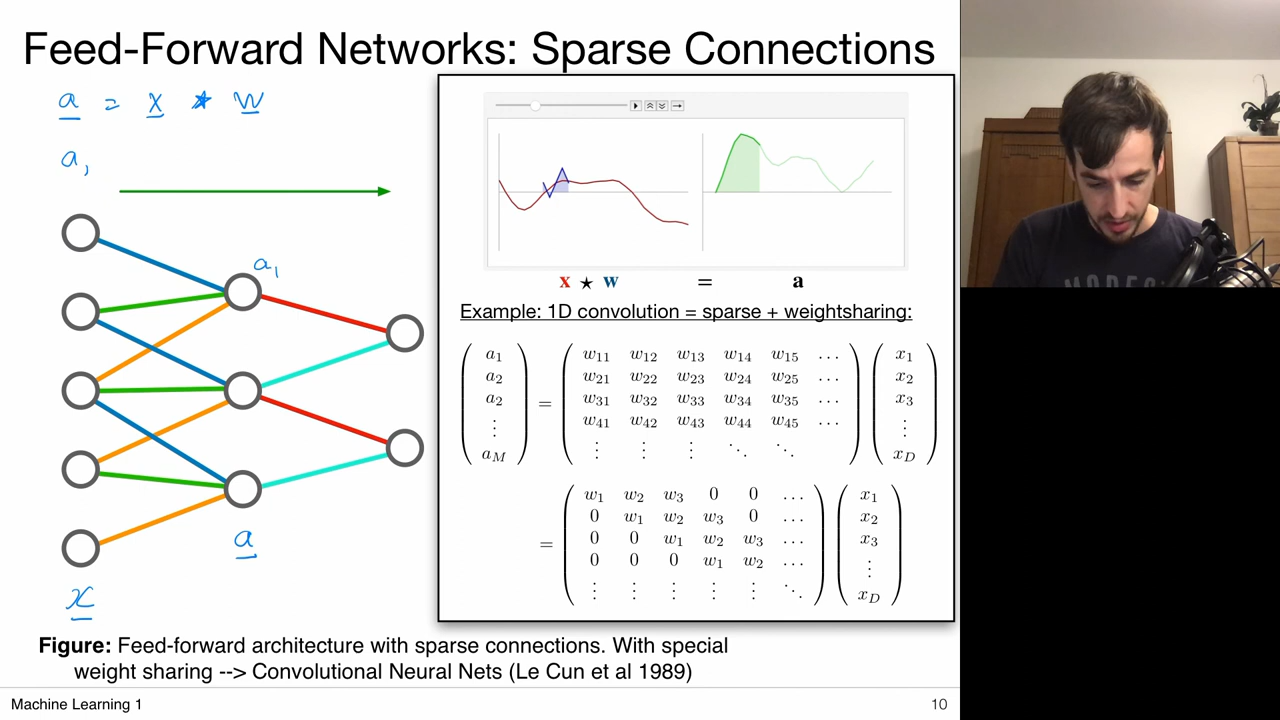 Feed-Forward Networks: Sparse Connections
a = x ⋆ w
a₁
a₁
a
x
x ⋆ w = a
Example: 1D convolution = sparse + weightsharing:
a₁ w₁₁ w₁₂ w₁₃ w₁₄ w₁₅ ⋯ x₁
a₂ w₂₁ w₂₂ w₂₃ w₂₄ w₂₅ ⋯ x₂
a₂ = w₃₁ w₃₂ w₃₃ w₃₄ w₃₅ ⋯ x₃
⋮ w₄₁ w₄₂ w₄₃ w₄₄ w₄₅ ⋯ ⋮
a_M ⋮ ⋮ ⋮ ⋱ ⋱ x_D
w₁ w₂ w₃ 0 0 ⋯ x₁
0 w₁ w₂ w₃ 0 ⋯ x₂
= 0 0 w₁ w₂ w₃ ⋯ x₃
0 0 0 w₁ w₂ ⋯ ⋮
⋮ ⋮ ⋮ ⋮ ⋮ ⋱ x_D
Figure: Feed-forward architecture with sparse connections. With special
weight sharing --> Convolutional Neural Nets (Le Cun et al 1989)
Machine Learning 1
10